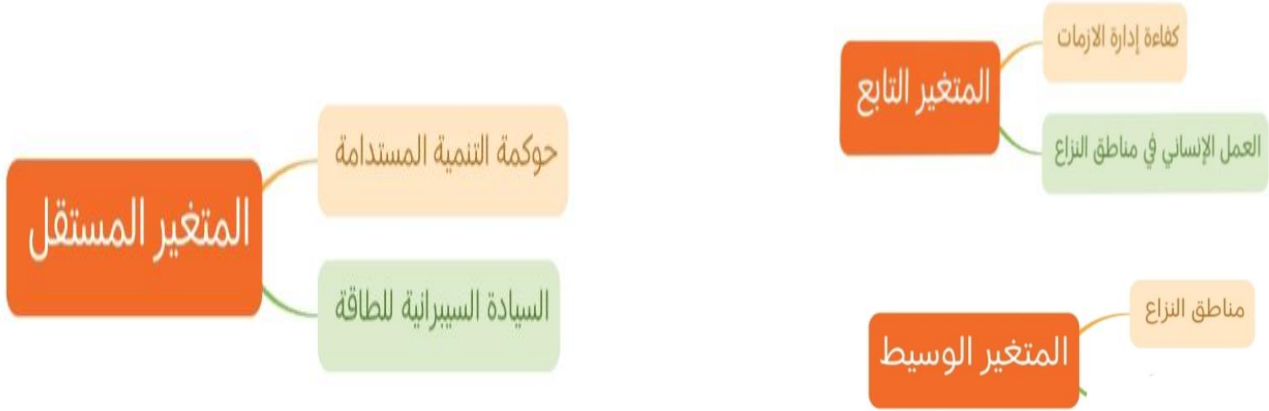 المتغير التابع
كفاءة إدارة الازمات
العمل الإنساني في مناطق النزاع
المتغير المستقل
حوكمة التنمية المستدامة
السيادة السيبرانية للطاقة
المتغير الوسيط
مناطق النزاع